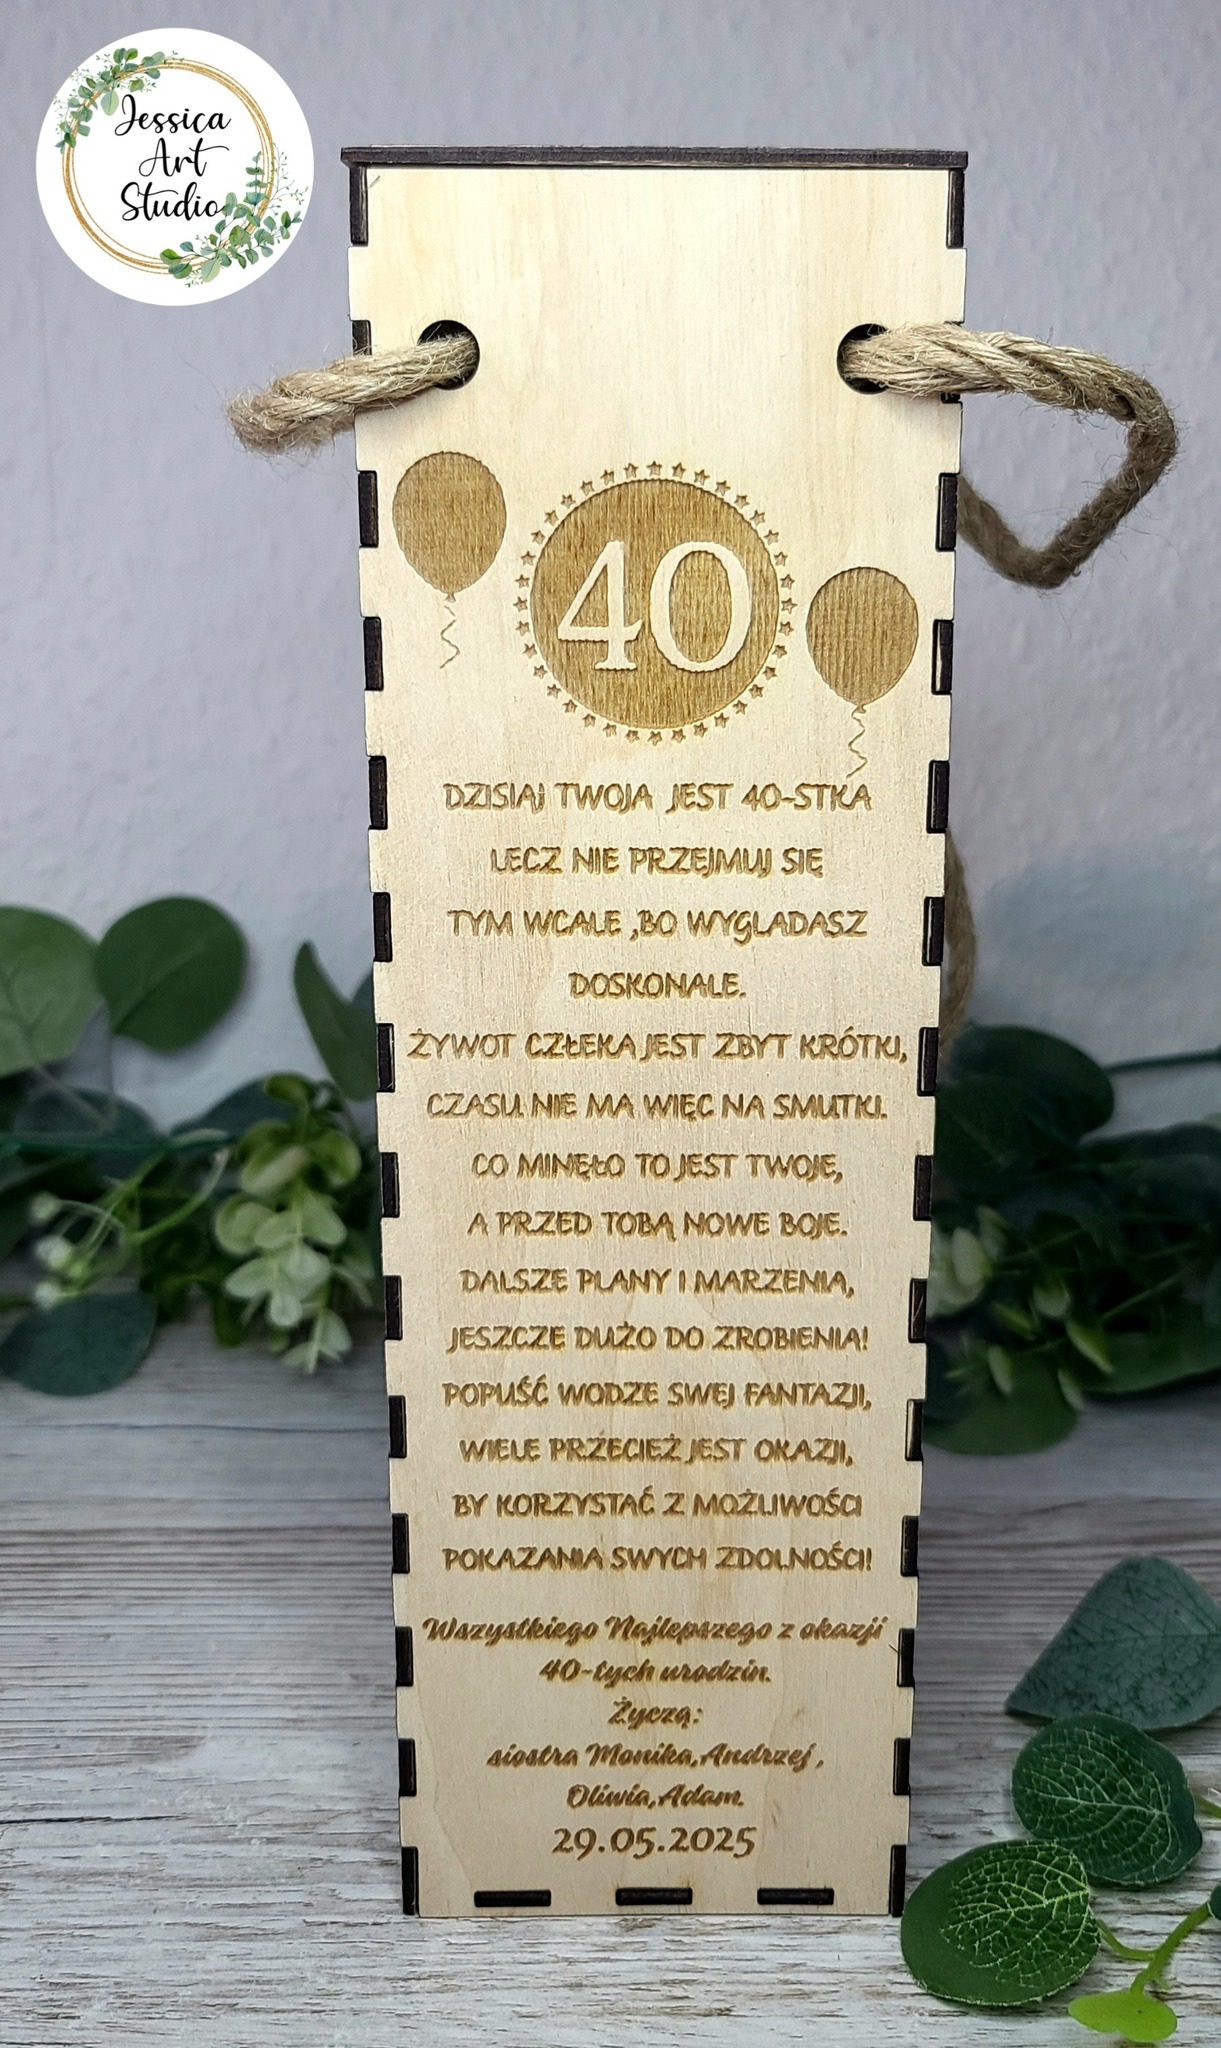 Jessica
Art
Studio
40
DZISIAJ TWOJA JEST 40-STKA
LECZ NIE PRZEJMUJ SIĘ
TYM WCALE ,BO WYGLĄDASZ
DOSKONALE.
ŻYWOT CZŁEKA JEST ZBYT KRÓTKI,
CZASU NIE MA WIĘC NA SMUTKI.
CO MINĘŁO TO JEST TWOJE,
A PRZED TOBĄ NOWE BOJE.
DALSZE PLANY I MARZENIA,
JESZCZE DUŻO DO ZROBIENIA!
POPUŚĆ WODZE SWEJ FANTAZJI,
WIELE PRZECIEŻ JEST OKAZJI,
BY KORZYSTAĆ Z MOŻLIWOŚCI
POKAZANIA SWYCH ZDOLNOŚCI!
Wszystkiego Najlepszego z okazji
40-tych urodzin.
Życzą:
siostra Monika,Andrzej ,
Oliwia,Adam.
29.05.2025